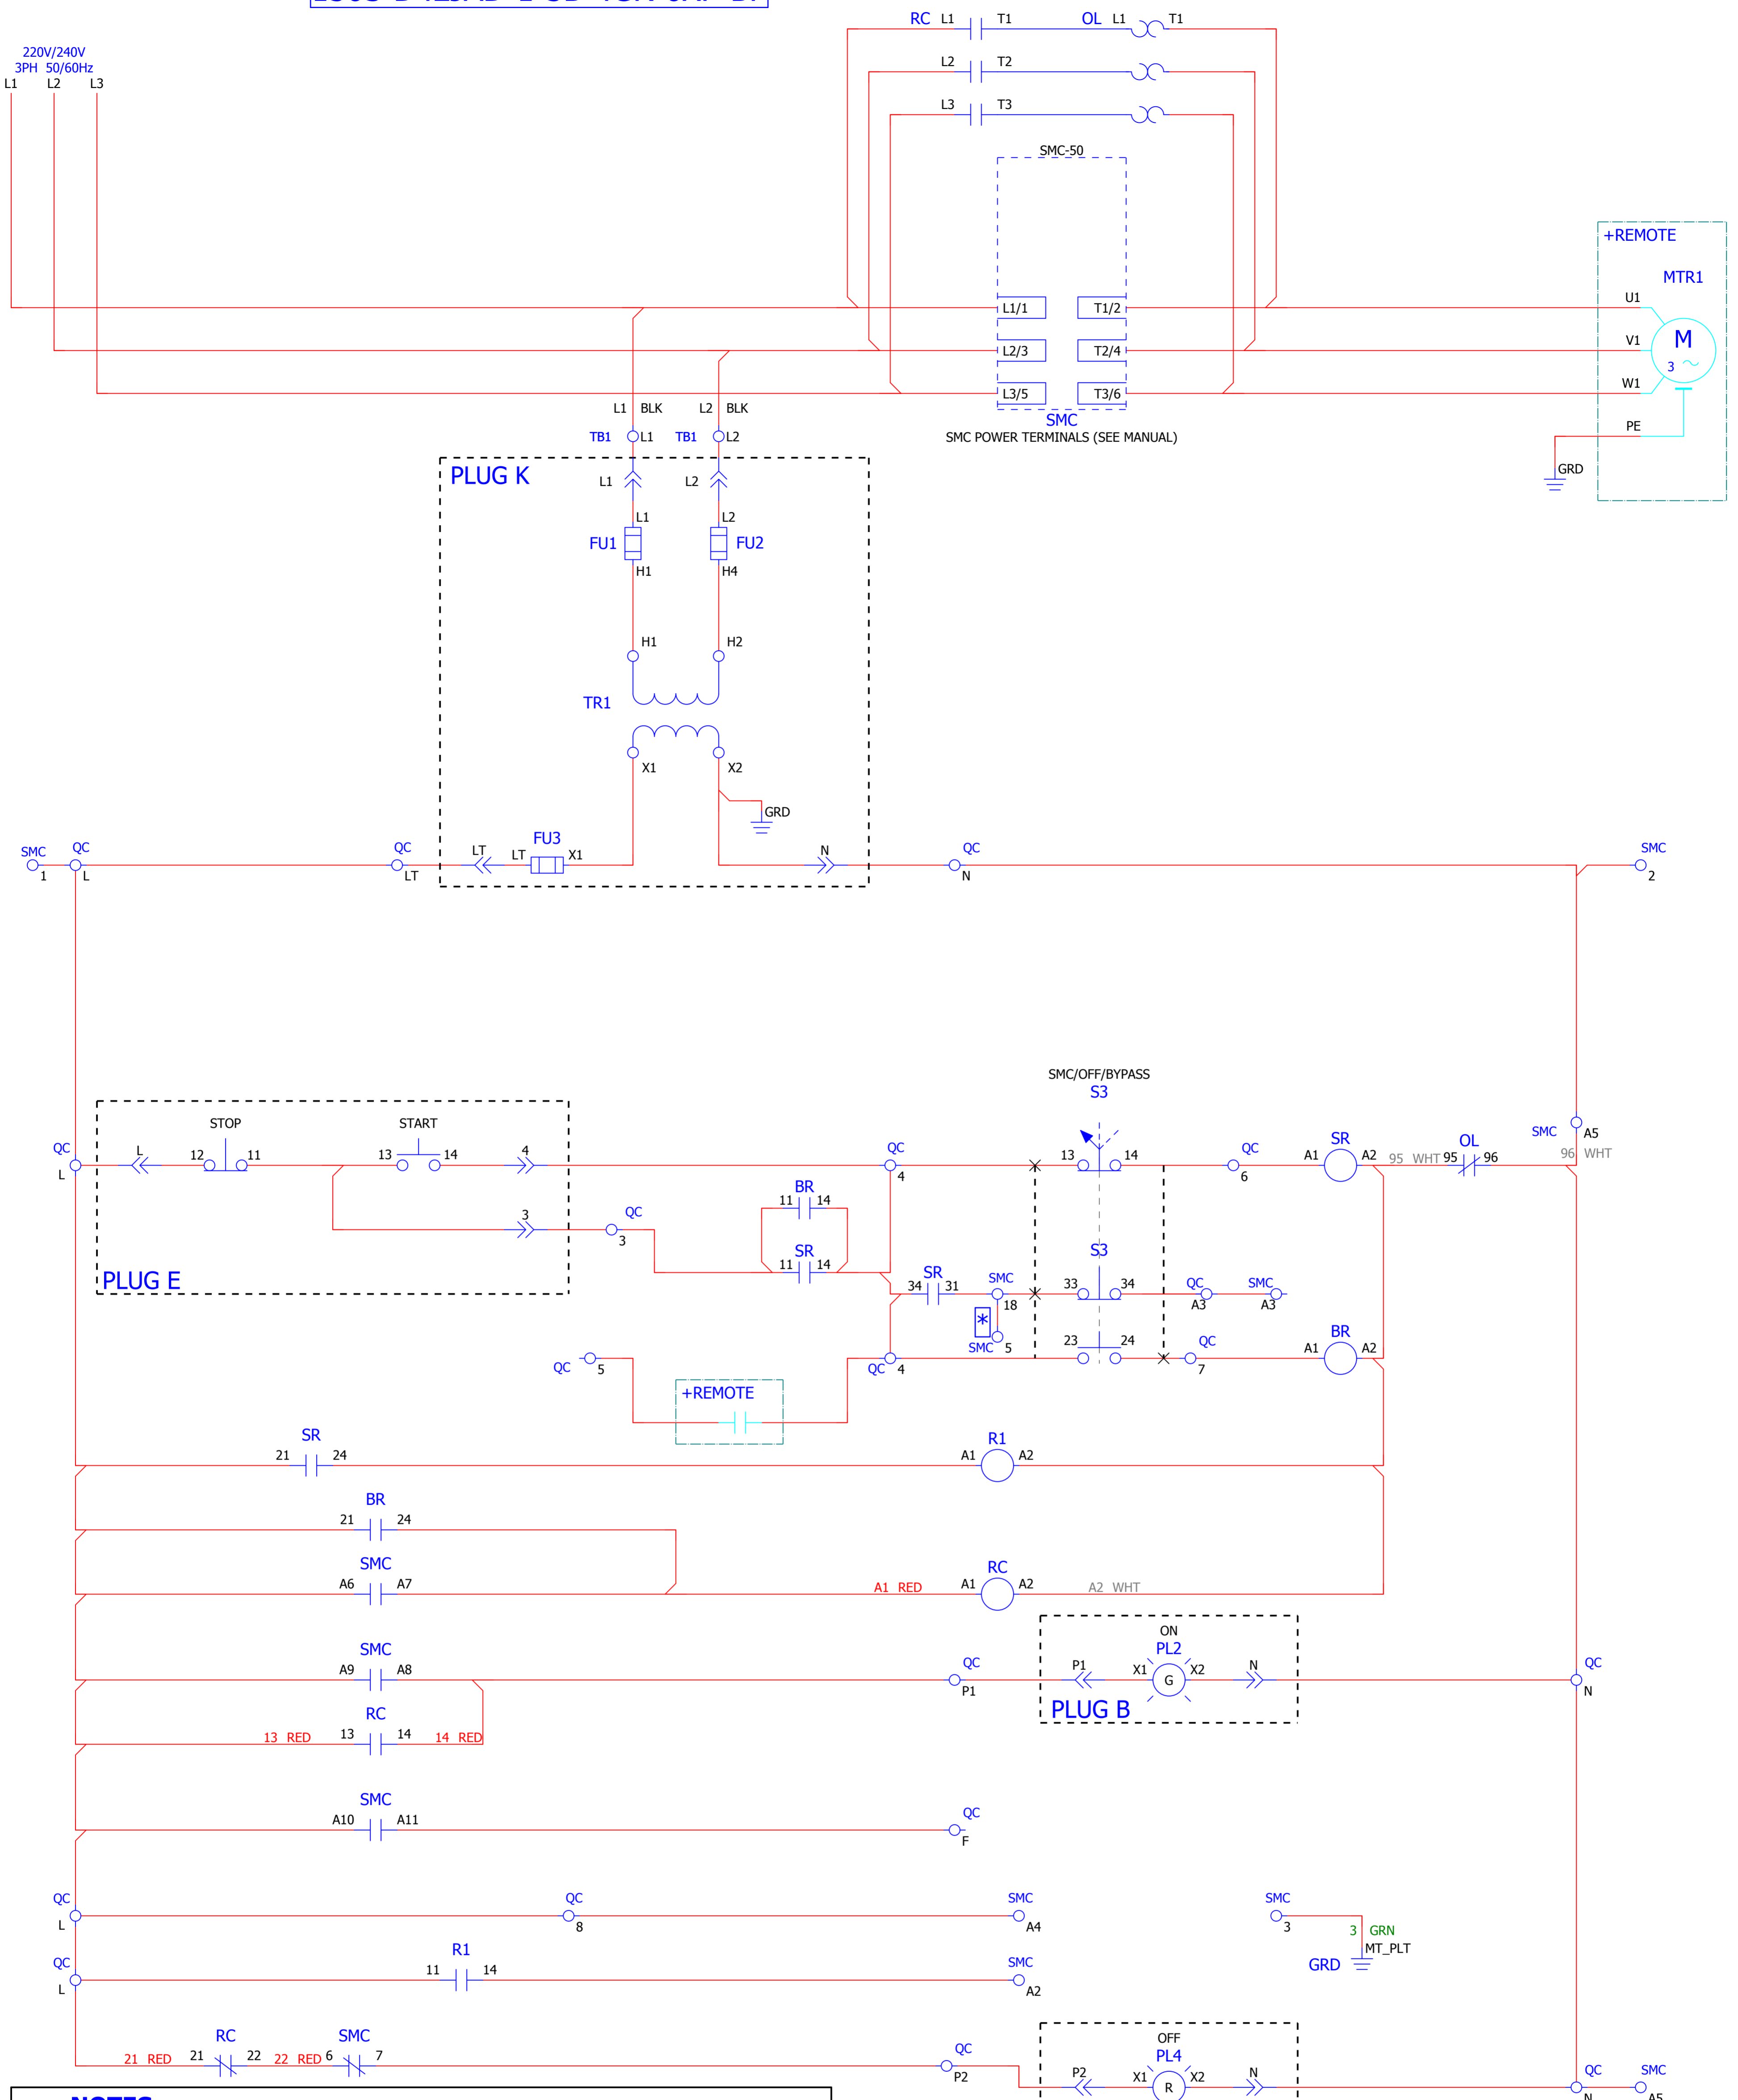 RC L1 T1 OL L1 T1
220V/240V
3PH 50/60Hz
L1 L2 L3
L2 T2
L3 T3
SMC-50
+REMOTE
MTR1
L1/1 T1/2 U1
L2/3 T2/4 V1 M
3
L3/5 T3/6 W1
L1 BLK L2 BLK
SMC
SMC POWER TERMINALS (SEE MANUAL)
PE
TB1 L1 TB1 L2
GRD
PLUG K
L1 L2
L1 L2
FU1 FU2
H1 H4
H1 H2
TR1
X1 X2
GRD
SMC QC QC LT LT FU3 X1 N QC SMC
1 L LT N 2
SMC/OFF/BYPASS
S3
STOP START
QC L 12 11 13 14 4 QC 13 14 QC SR A1 A2 95 WHT 95 OL 96 SMC A5 96 WHT
L 4 6
BR
11 14
3 QC
3
SR
11 14
S3
PLUG E
SR
34 31 SMC 33 34 QC SMC
18 A3 A3
*
SMC 5
23 24 QC BR
A1 A2
QC 5 QC 4 7
+REMOTE
SR
21 24 R1
A1 A2
BR
21 24
SMC
A6 A7 A1 RED A1 RC A2 A2 WHT
ON
SMC PL2
A9 A8 QC P1 X1 G X2 N QC
P1 N
PLUG B
RC
13 RED 13 14 14 RED
SMC
A10 A11 QC
F
QC QC SMC SMC
L 8 A4 3
3 GRN
MT_PLT
GRD
QC R1 SMC
L 11 14 A2
OFF
RC SMC PL4
21 RED 21 22 22 RED 6 7 QC
P2 P2 X1 R X2 N QC SMC